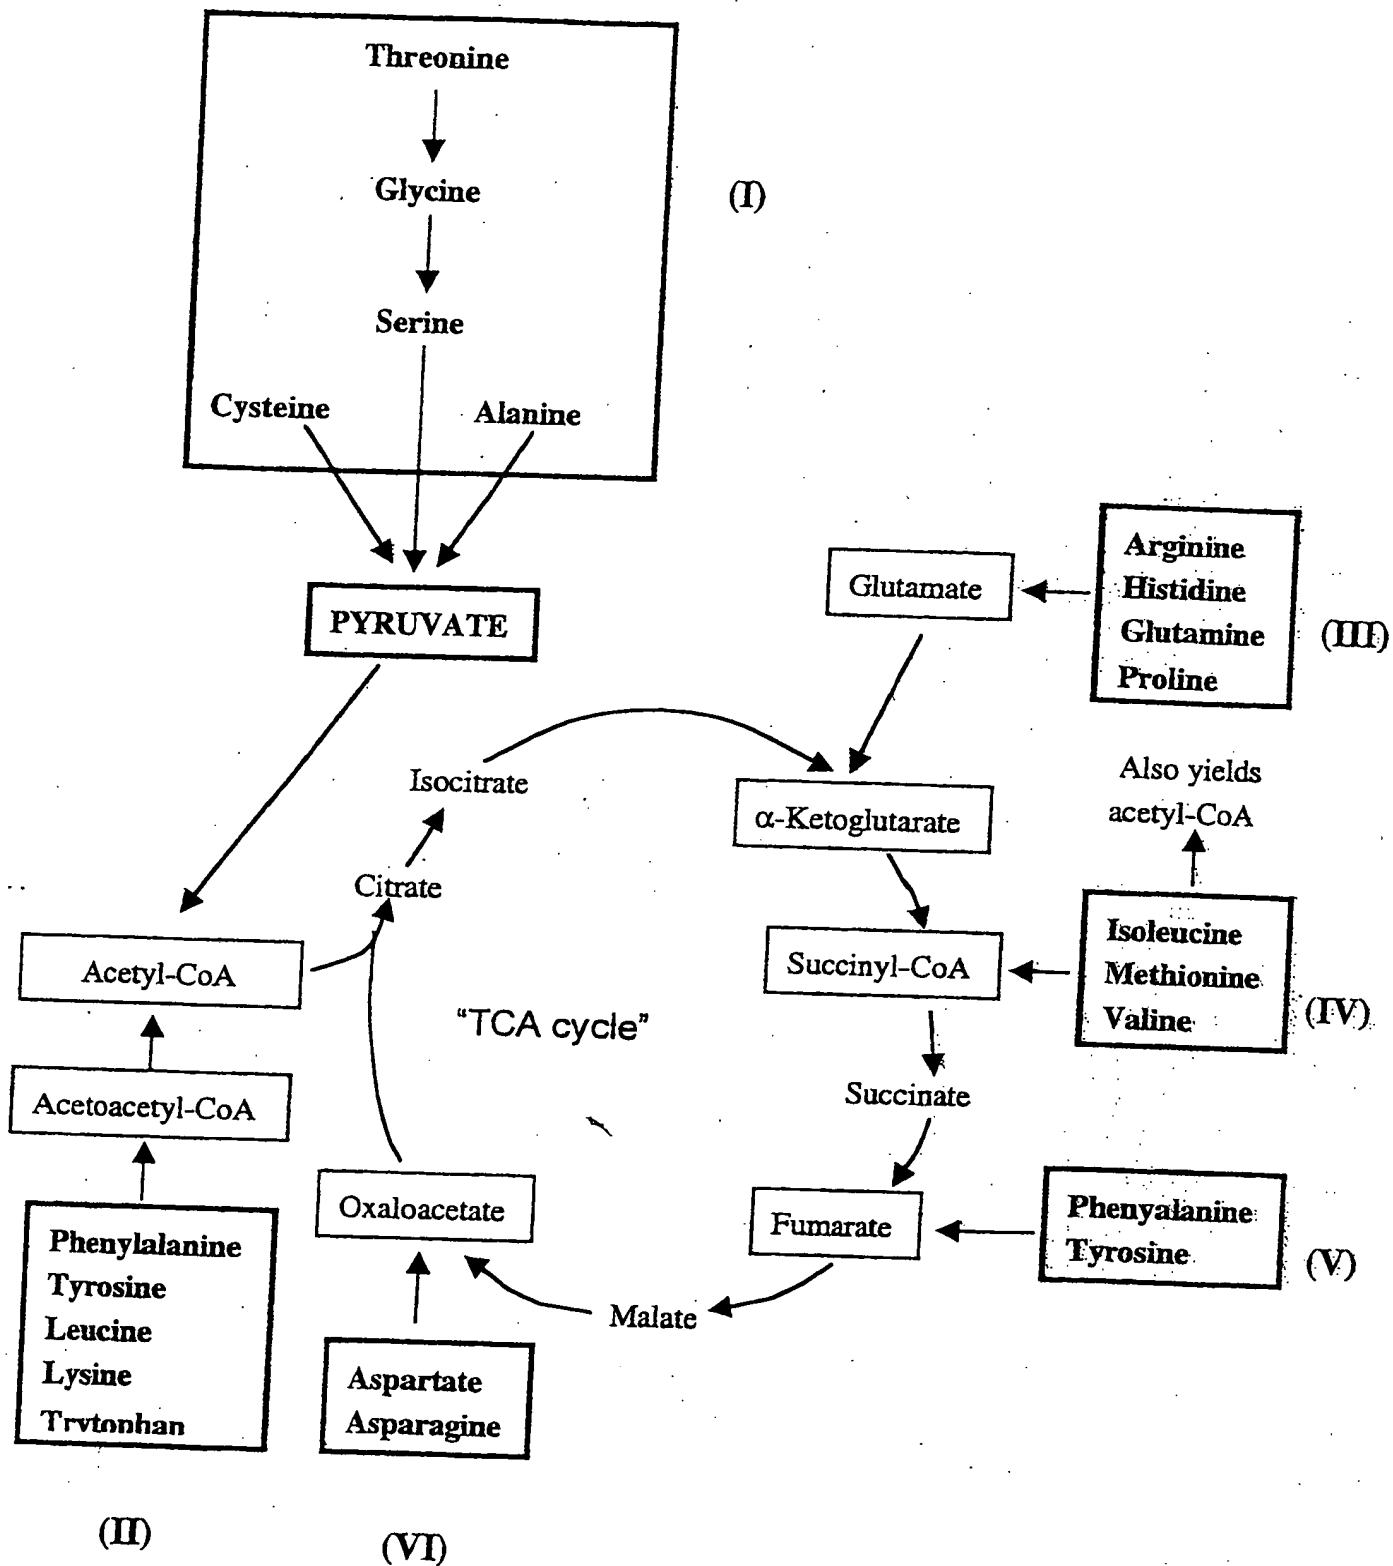 Threonine
Glycine
(I)
Serine
Cysteine
Alanine
PYRUVATE
Glutamate
Arginine
Histidine
Glutamine
Proline
(III)
Isocitrate
α-Ketoglutarate
Also yields
acetyl-CoA
Citrate
Acetyl-CoA
Succinyl-CoA
Isoleucine
Methionine
Valine
(IV)
"TCA cycle"
Acetoacetyl-CoA
Succinate
Oxaloacetate
Fumarate
Phenyalanine
Tyrosine
(V)
Phenylalanine
Tyrosine
Leucine
Lysine
Malate
Aspartate
Asparagine
(II)
(VI)